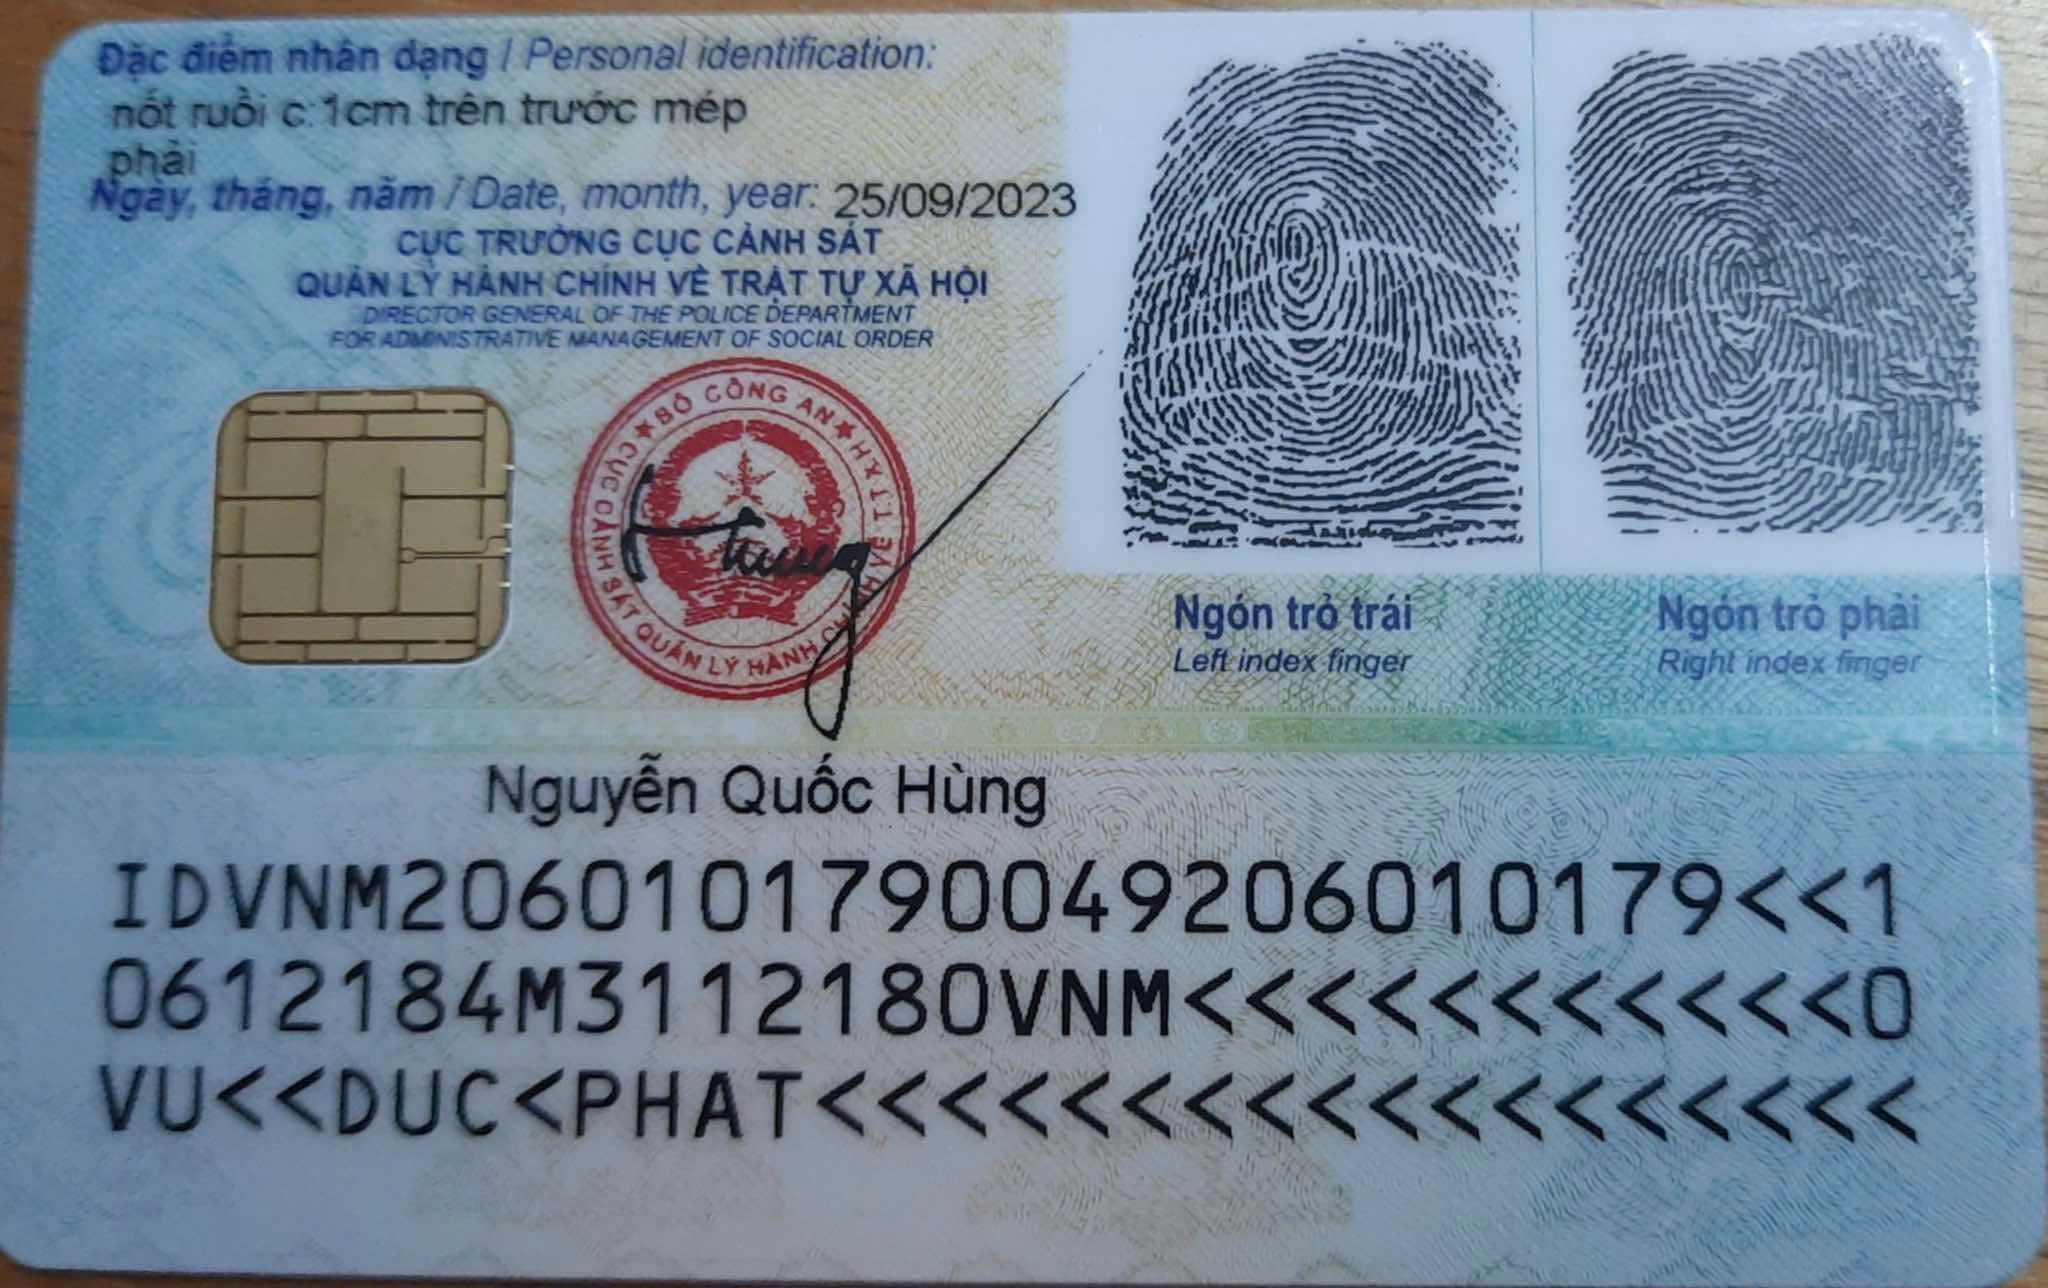 Đặc điểm nhân dạng / Personal identification:
nốt ruồi c:1cm trên trước mép
phải
Ngày, tháng, năm / Date, month, year: 25/09/2023
CỤC TRƯỞNG CỤC CẢNH SÁT
QUẢN LÝ HÀNH CHÍNH VỀ TRẬT TỰ XÃ HỘI
DIRECTOR GENERAL OF THE POLICE DEPARTMENT
FOR ADMINISTRATIVE MANAGEMENT OF SOCIAL ORDER
BỘ CÔNG AN
CỤC CẢNH SÁT QUẢN LÝ HÀNH CHÍNH VỀ TTXH
Ngón trỏ trái
Left index finger
Ngón trỏ phải
Right index finger
Nguyễn Quốc Hùng
IDVNM2060101790049206010179<<1
0612184M3112180VNM<<<<<<<<<<<0
VU<<DUC<PHAT<<<<<<<<<<<<<<<<<<